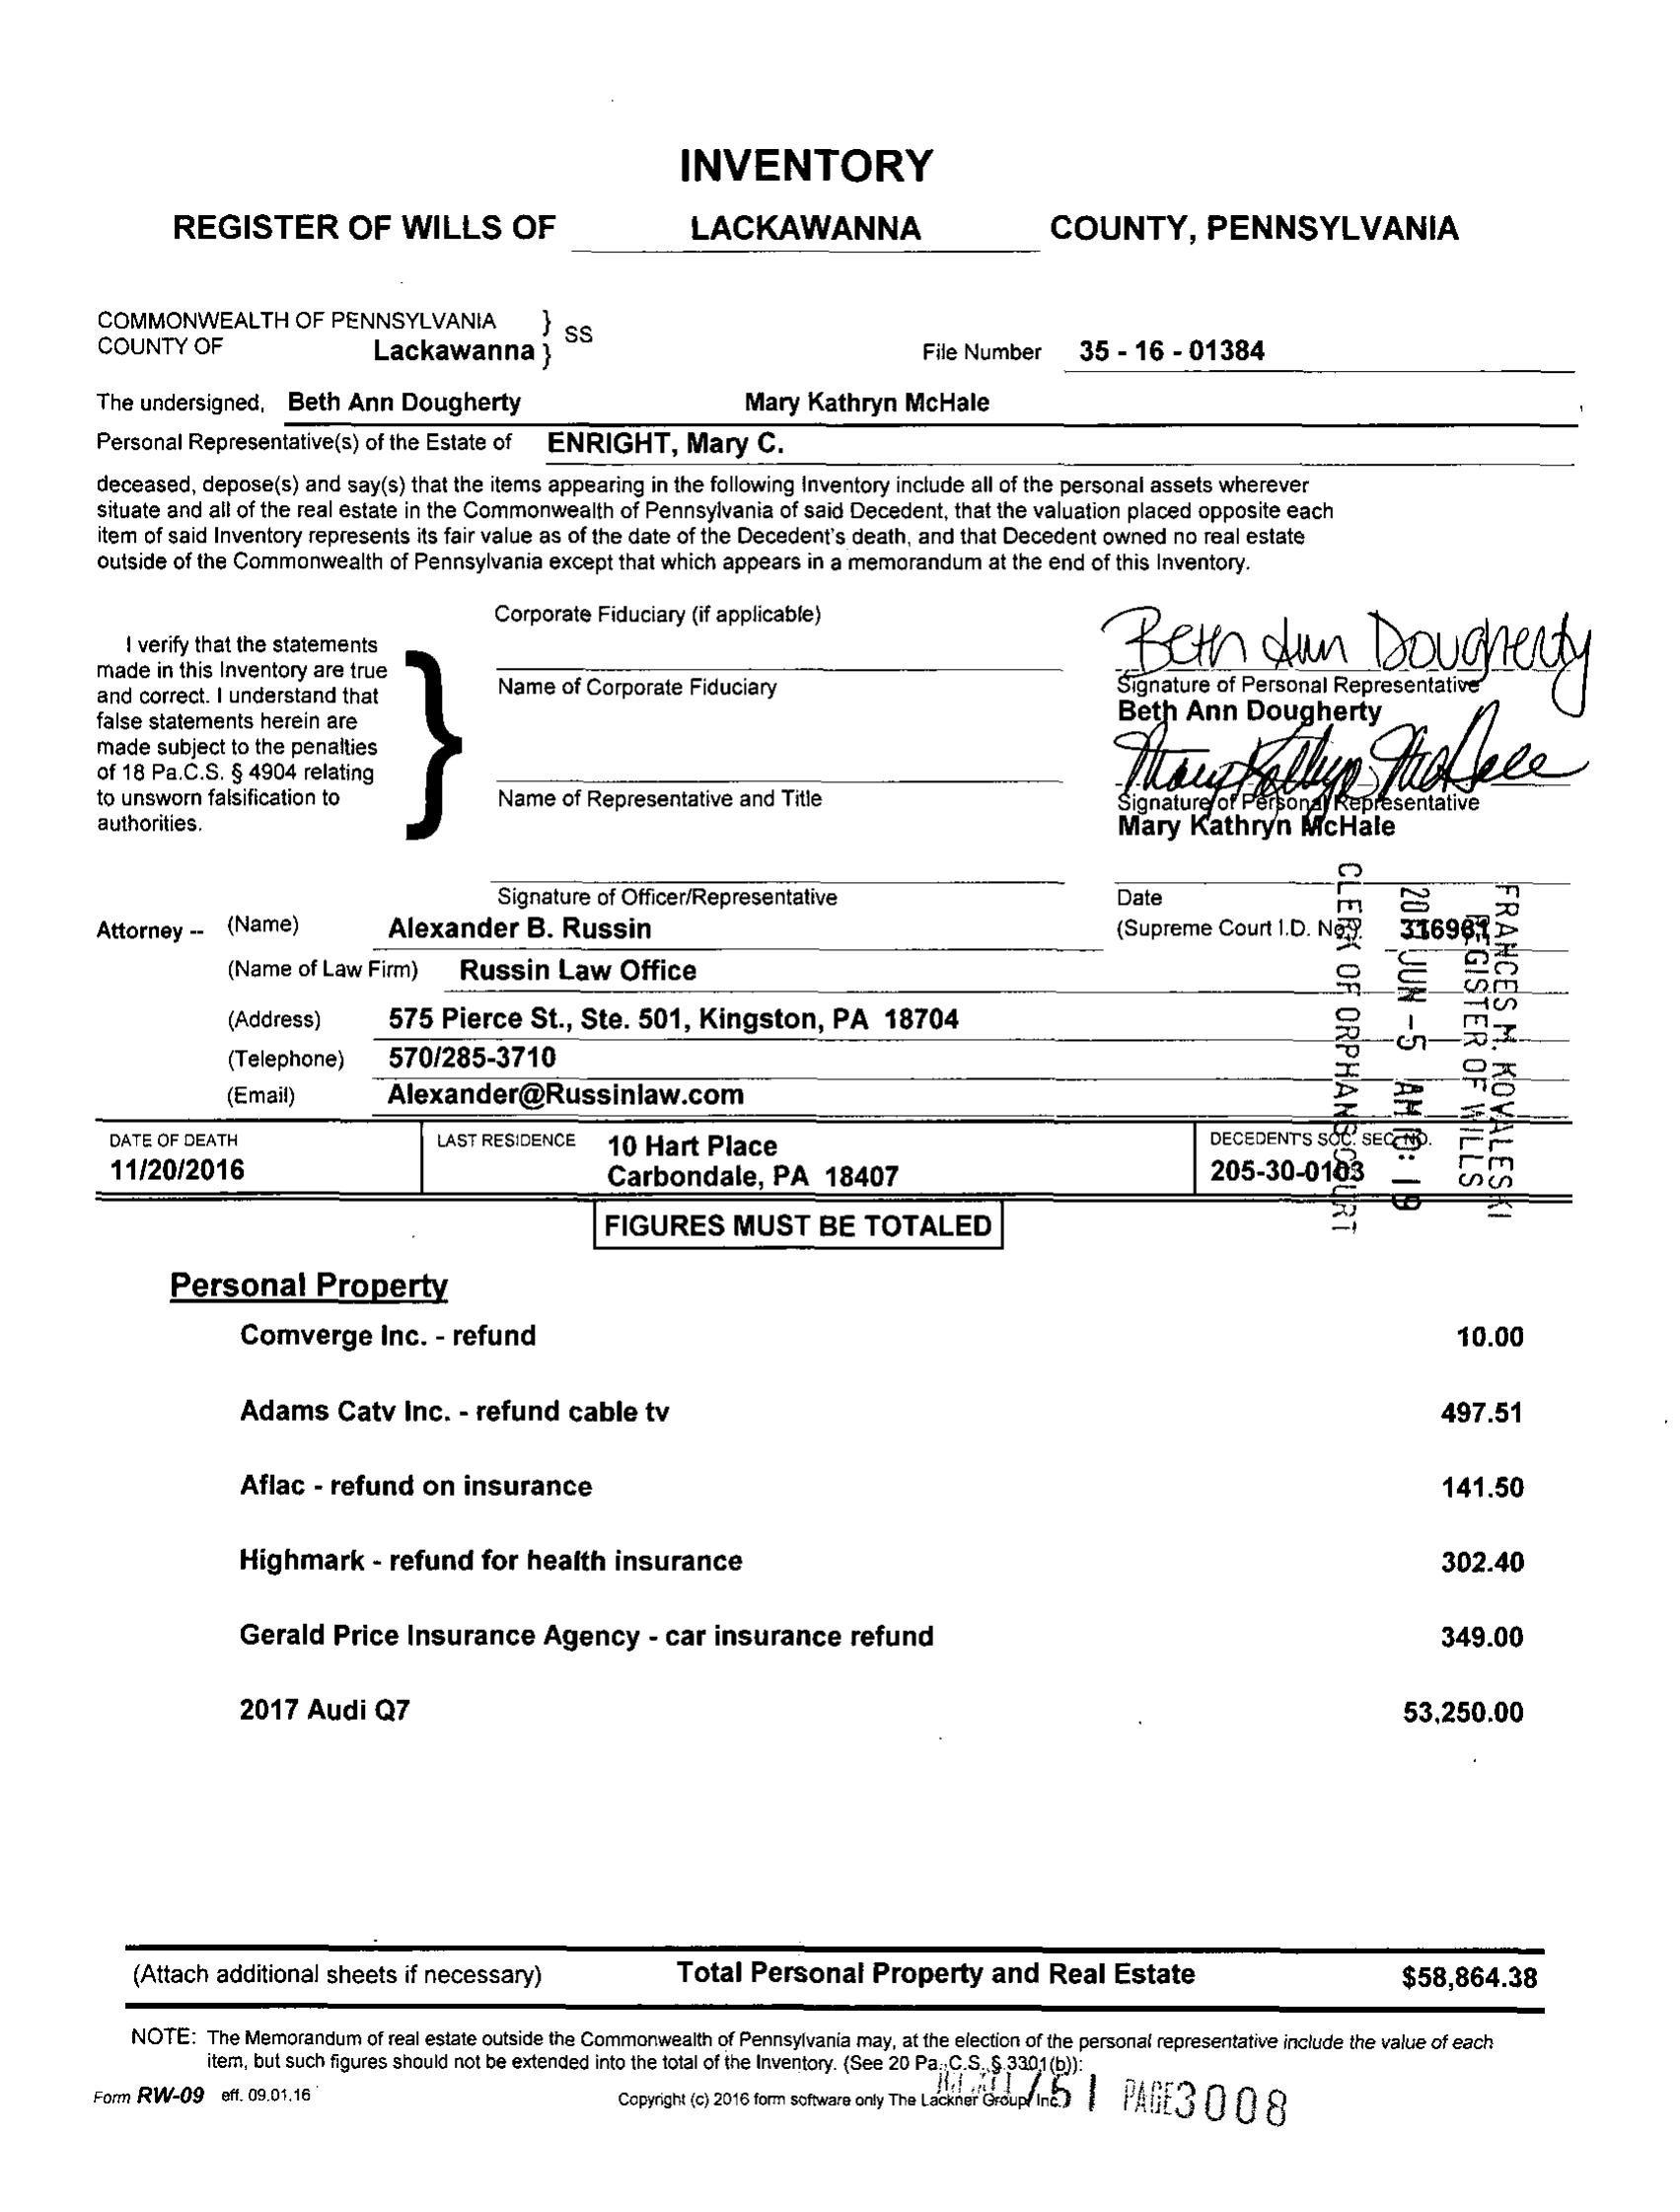 INVENTORY
REGISTER OF WILLS OF LACKAWANNA COUNTY, PENNSYLVANIA
COMMONWEALTH OF PENNSYLVANIA } SS
COUNTY OF Lackawanna }
File Number 35 - 16 - 01384
The undersigned, Beth Ann Dougherty Mary Kathryn McHale ,
Personal Representative(s) of the Estate of ENRIGHT, Mary C.
deceased, depose(s) and say(s) that the items appearing in the following Inventory include all of the personal assets wherever
situate and all of the real estate in the Commonwealth of Pennsylvania of said Decedent, that the valuation placed opposite each
item of said Inventory represents its fair value as of the date of the Decedent's death, and that Decedent owned no real estate
outside of the Commonwealth of Pennsylvania except that which appears in a memorandum at the end of this Inventory.
I verify that the statements
made in this Inventory are true
and correct. I understand that
false statements herein are
made subject to the penalties
of 18 Pa.C.S. § 4904 relating
to unsworn falsification to
authorities.
}
Corporate Fiduciary (if applicable)
Name of Corporate Fiduciary
Name of Representative and Title
Signature of Officer/Representative
Beth Ann Dougherty
Signature of Personal Representative
Beth Ann Dougherty
Mary Kathryn McHale
Signature of Personal Representative
Mary Kathryn McHale
Date
Attorney -- (Name) Alexander B. Russin (Supreme Court I.D. No.) 316961
(Name of Law Firm) Russin Law Office
(Address) 575 Pierce St., Ste. 501, Kingston, PA 18704
(Telephone) 570/285-3710
(Email) Alexander@Russinlaw.com
FRANCES M. KOVALESKI
REGISTER OF WILLS
JUN -5 AM 10: 19
CLERK OF ORPHANS COURT
DATE OF DEATH
11/20/2016
LAST RESIDENCE 10 Hart Place
Carbondale, PA 18407
DECEDENT'S SOC. SEC. NO.
205-30-0103
FIGURES MUST BE TOTALED
Personal Property
Comverge Inc. - refund 10.00
Adams Catv Inc. - refund cable tv 497.51
Aflac - refund on insurance 141.50
Highmark - refund for health insurance 302.40
Gerald Price Insurance Agency - car insurance refund 349.00
2017 Audi Q7 53,250.00
(Attach additional sheets if necessary) Total Personal Property and Real Estate $58,864.38
NOTE: The Memorandum of real estate outside the Commonwealth of Pennsylvania may, at the election of the personal representative include the value of each
item, but such figures should not be extended into the total of the Inventory. (See 20 Pa. C.S. § 3301(b)):
Form RW-09 eff. 09.01.16
Copyright (c) 2016 form software only The Lackner Group, Inc.
PAGE3008